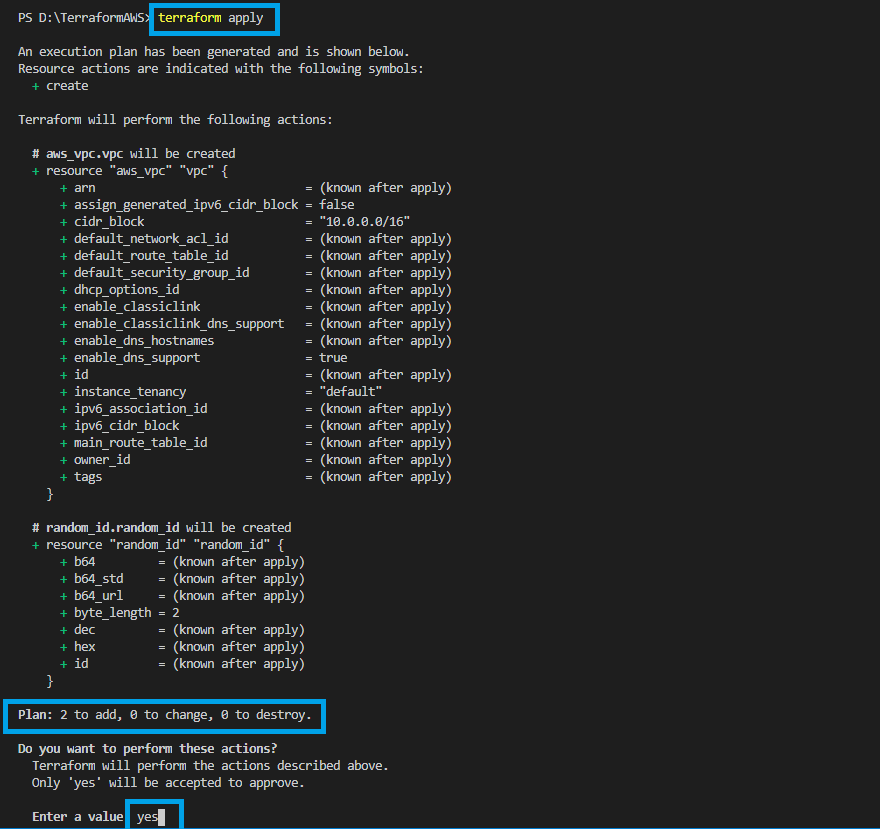 PS D:\TerraformAWS> terraform apply
An execution plan has been generated and is shown below.
Resource actions are indicated with the following symbols:
  + create
Terraform will perform the following actions:
  # aws_vpc.vpc will be created
  + resource "aws_vpc" "vpc" {
      + arn                              = (known after apply)
      + assign_generated_ipv6_cidr_block = false
      + cidr_block                       = "10.0.0.0/16"
      + default_network_acl_id           = (known after apply)
      + default_route_table_id           = (known after apply)
      + default_security_group_id        = (known after apply)
      + dhcp_options_id                  = (known after apply)
      + enable_classiclink               = (known after apply)
      + enable_classiclink_dns_support   = (known after apply)
      + enable_dns_hostnames             = (known after apply)
      + enable_dns_support               = true
      + id                               = (known after apply)
      + instance_tenancy                 = "default"
      + ipv6_association_id              = (known after apply)
      + ipv6_cidr_block                  = (known after apply)
      + main_route_table_id              = (known after apply)
      + owner_id                         = (known after apply)
      + tags                             = (known after apply)
    }
  # random_id.random_id will be created
  + resource "random_id" "random_id" {
      + b64         = (known after apply)
      + b64_std     = (known after apply)
      + b64_url     = (known after apply)
      + byte_length = 2
      + dec         = (known after apply)
      + hex         = (known after apply)
      + id          = (known after apply)
    }
Plan: 2 to add, 0 to change, 0 to destroy.
Do you want to perform these actions?
  Terraform will perform the actions described above.
  Only 'yes' will be accepted to approve.
  Enter a value yes